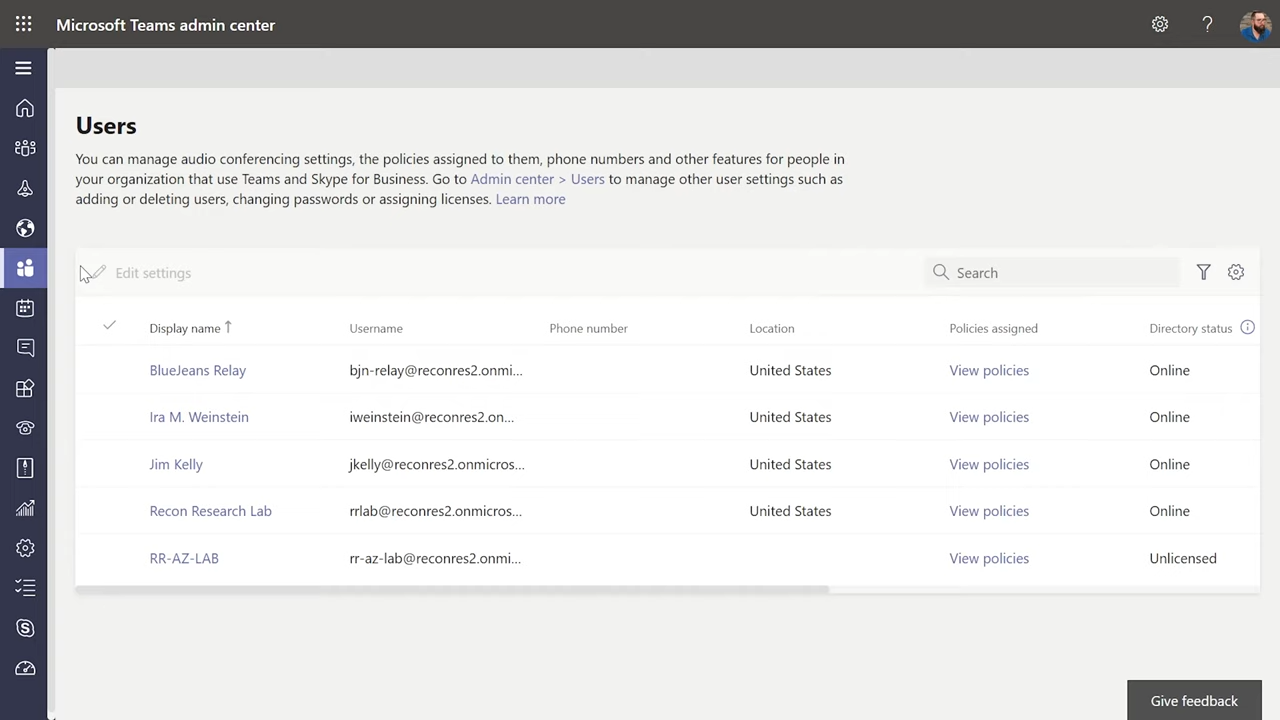 Microsoft Teams admin center
?
Users
You can manage audio conferencing settings, the policies assigned to them, phone numbers and other features for people in
your organization that use Teams and Skype for Business. Go to Admin center > Users to manage other user settings such as
adding or deleting users, changing passwords or assigning licenses. Learn more
Edit settings
Search
Display name ↑ Username Phone number Location Policies assigned Directory status
BlueJeans Relay bjn-relay@reconres2.onmi... United States View policies Online
Ira M. Weinstein iweinstein@reconres2.on... United States View policies Online
Jim Kelly jkelly@reconres2.onmicros... United States View policies Online
Recon Research Lab rrlab@reconres2.onmicros... United States View policies Online
RR-AZ-LAB rr-az-lab@reconres2.onmi... View policies Unlicensed
Give feedback